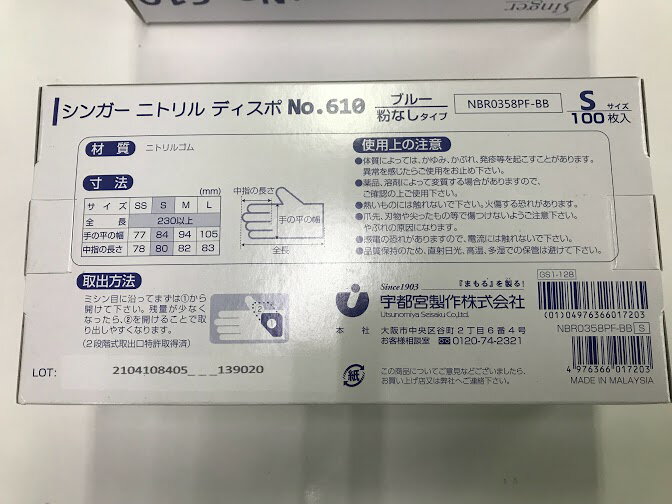 Singer
シンガー ニトリル ディスポ No.610 ブルー 粉なしタイプ NBR0358PF-BB S サイズ 100枚入
材質 ニトリルゴム
寸法 (mm)
サイズ SS S M L
全長 230以上
手の平の幅 77 84 94 105
中指の長さ 78 80 82 83
中指の長さ
手の平の幅
全長
使用上の注意
●体質によっては、かゆみ、かぶれ、発疹等を起こすことがあります。
異常を感じたらご使用をお止め下さい。
●薬品、溶剤によって変質する場合がありますので、
ご確認の上ご使用下さい。
●熱いものには触れないで下さい。火傷する恐れがあります。
●爪先、刃物や尖ったもの等で傷つけないようご注意下さい。
やぶれの原因になります。
●感電の恐れがありますので、電流には触れないで下さい。
●品質保持のため、直射日光、高温、多湿での保管は避けて下さい。
取出方法
ミシン目に沿ってまずは①から
開けて下さい。残量が少なく
なったら、②を開けることで取
り出しやすくなります。
(2段階式取出口特許取得済)
②
Since1903 『まもる』を製る!
宇都宮製作株式会社
Utsunomiya Seisaku Co.,Ltd.
本社 大阪市中央区谷町2丁目6番4号
お客様相談室 0120-74-2321
GS1-128
(01)04976366017203
NBR0358PF-BB S
4 976366 017203
MADE IN MALAYSIA
紙
この商品についてご意見などございましたら、
お買い上げ店又は弊社へご連絡下さい。
LOT: 2104108405_ _ _139020